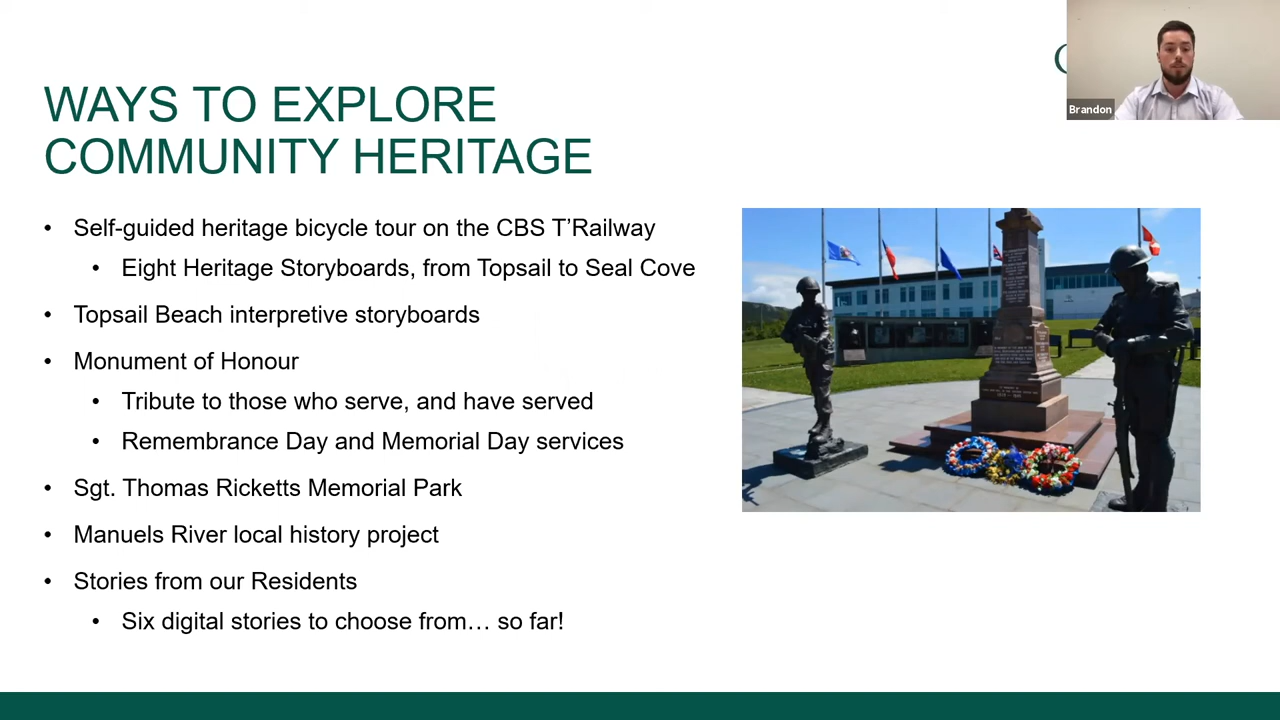 WAYS TO EXPLORE
COMMUNITY HERITAGE
Brandon
• Self-guided heritage bicycle tour on the CBS T’Railway
• Eight Heritage Storyboards, from Topsail to Seal Cove
• Topsail Beach interpretive storyboards
• Monument of Honour
• Tribute to those who serve, and have served
• Remembrance Day and Memorial Day services
• Sgt. Thomas Ricketts Memorial Park
• Manuels River local history project
• Stories from our Residents
• Six digital stories to choose from… so far!